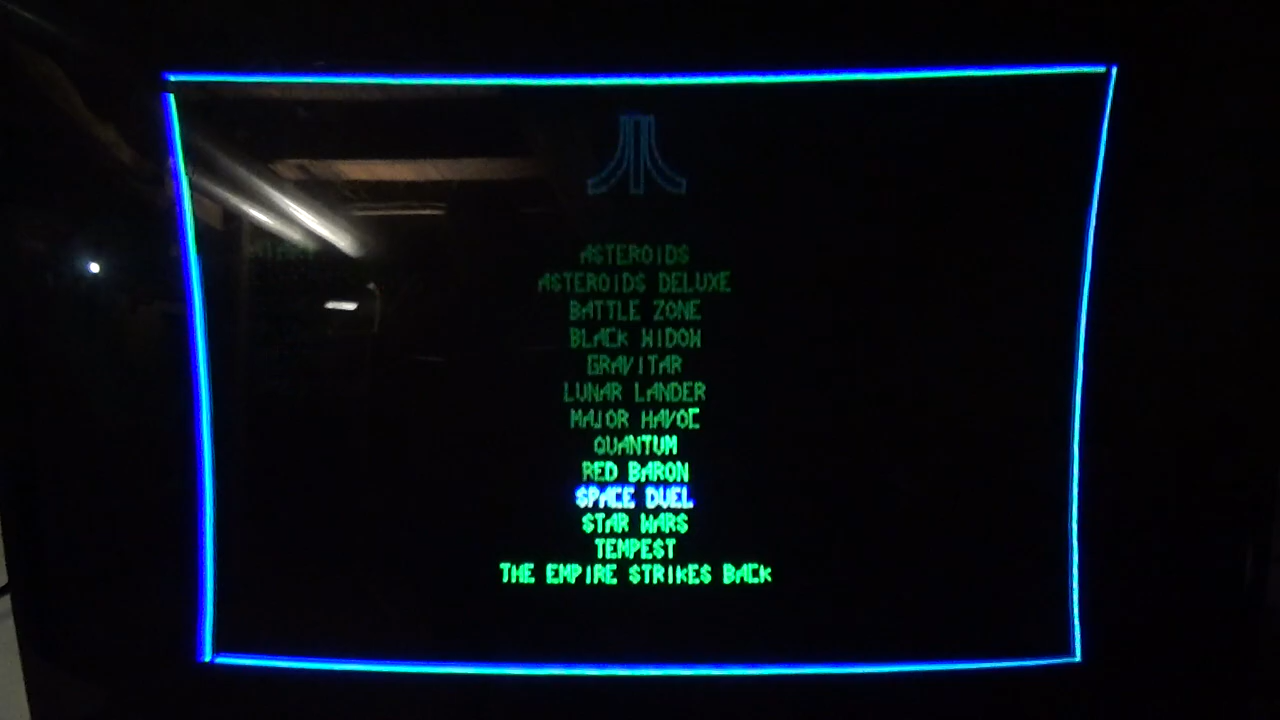 ASTEROIDS
ASTEROIDS DELUXE
BATTLE ZONE
BLACK WIDOW
GRAVITAR
LUNAR LANDER
MAJOR HAVOC
QUANTUM
RED BARON
SPACE DUEL
STAR WARS
TEMPEST
THE EMPIRE STRIKES BACK